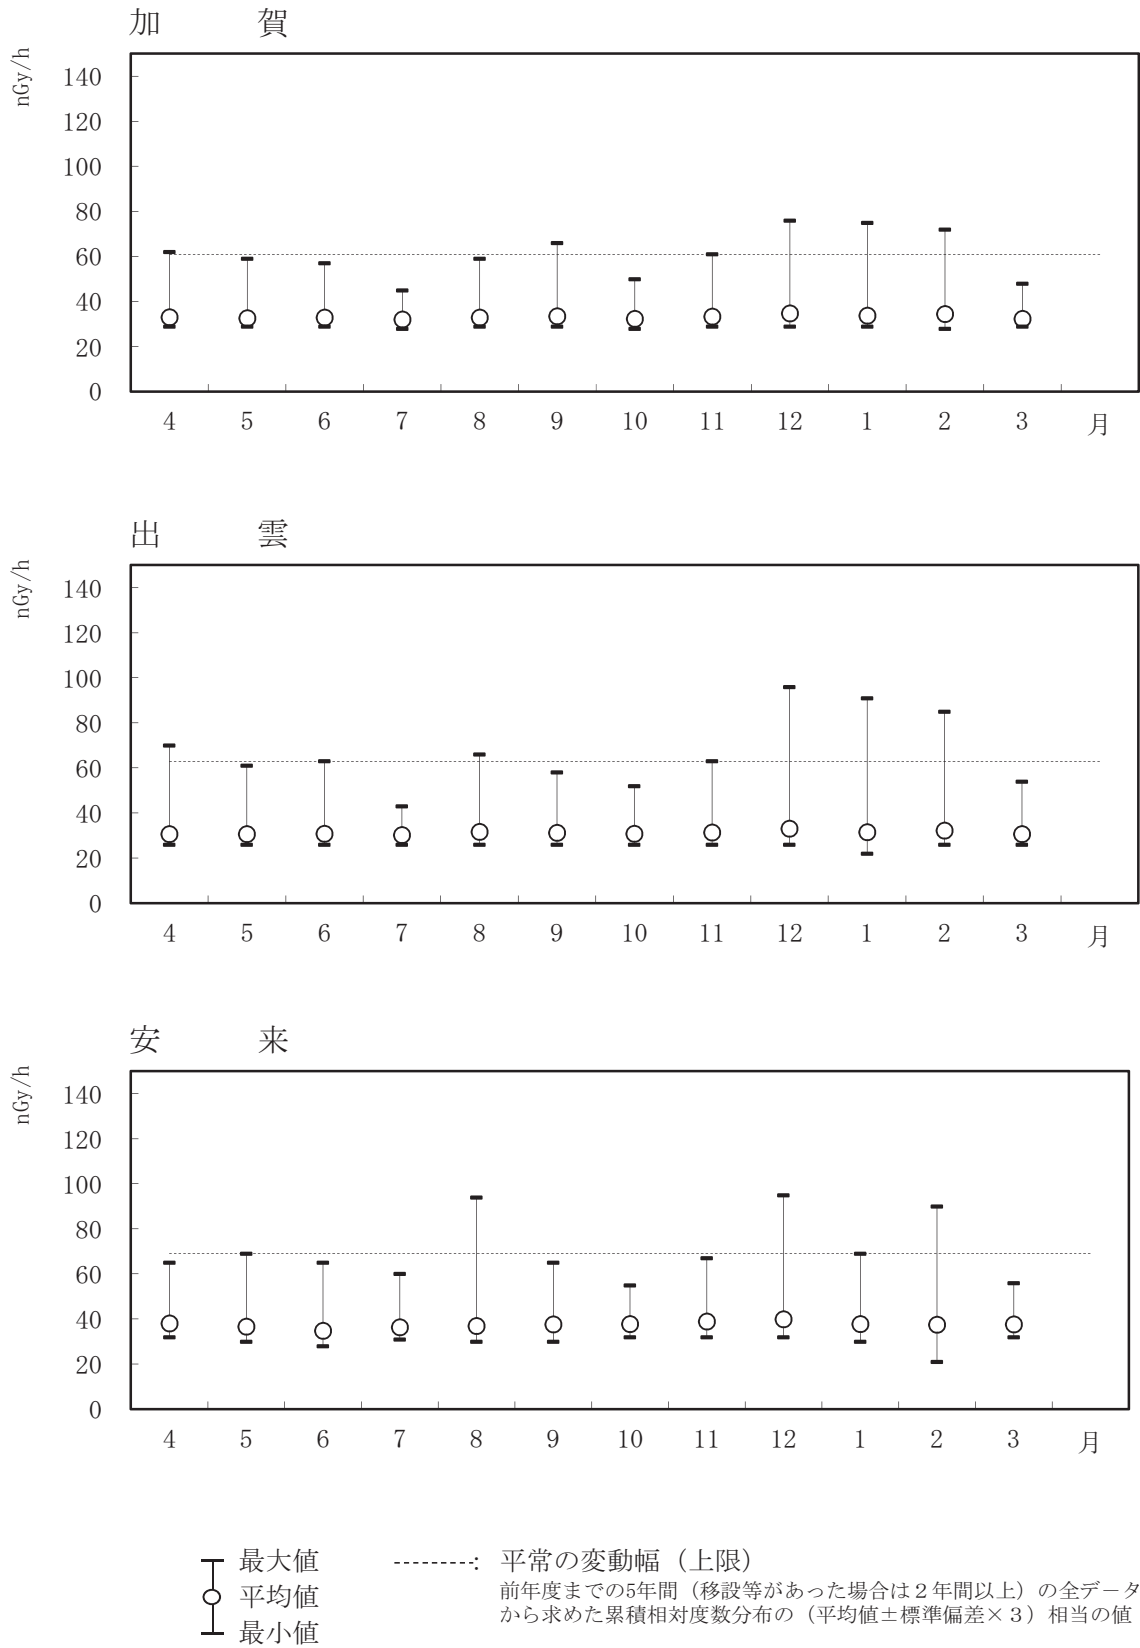 加　　　賀
nGy/h
140
120
100
80
60
40
20
0
4 5 6 7 8 9 10 11 12 1 2 3 月
出　　　雲
nGy/h
140
120
100
80
60
40
20
0
4 5 6 7 8 9 10 11 12 1 2 3 月
安　　　来
nGy/h
140
120
100
80
60
40
20
0
4 5 6 7 8 9 10 11 12 1 2 3 月
最大値
平均値
最小値
: 平常の変動幅（上限）
前年度までの5年間（移設等があった場合は２年間以上）の全データ
から求めた累積相対度数分布の（平均値±標準偏差×３）相当の値